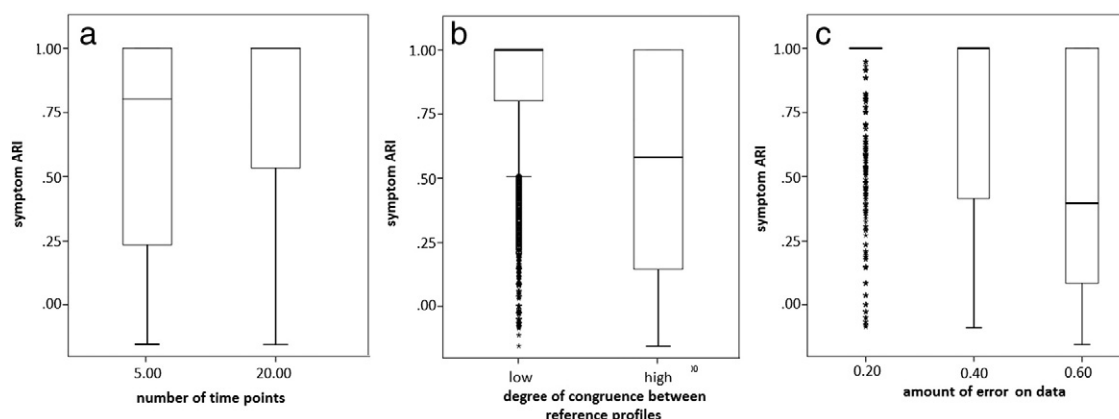 a
1.00
.75
.50
.25
.00
symptom ARI
5.00 20.00
number of time points
b
1.00
.75
.50
.25
.00
symptom ARI
low high
degree of congruence between
reference profiles
c
1.00
.75
.50
.25
.00
symptom ARI
0.20 0.40 0.60
amount of error on data